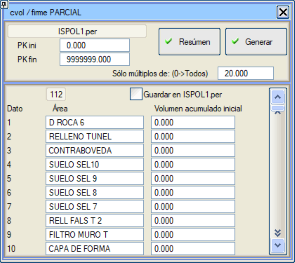 cvol / firme PARCIAL
ISPOL1.per
PK ini 0.000
PK fin 9999999.000
Resúmen
Generar
Sólo múltiplos de: (0->Todos) 20.000
112
Guardar en ISPOL1.per
Dato Area Volumen acumulado inicial
1 D ROCA 6 0.000
2 RELLENO TUNEL 0.000
3 CONTRABOVEDA 0.000
4 SUELO SEL10 0.000
5 SUELO SEL 9 0.000
6 SUELO SEL 8 0.000
7 SUELO SEL 7 0.000
8 RELL FALS T 2 0.000
9 FILTRO MURO T 0.000
10 CAPA DE FORMA 0.000